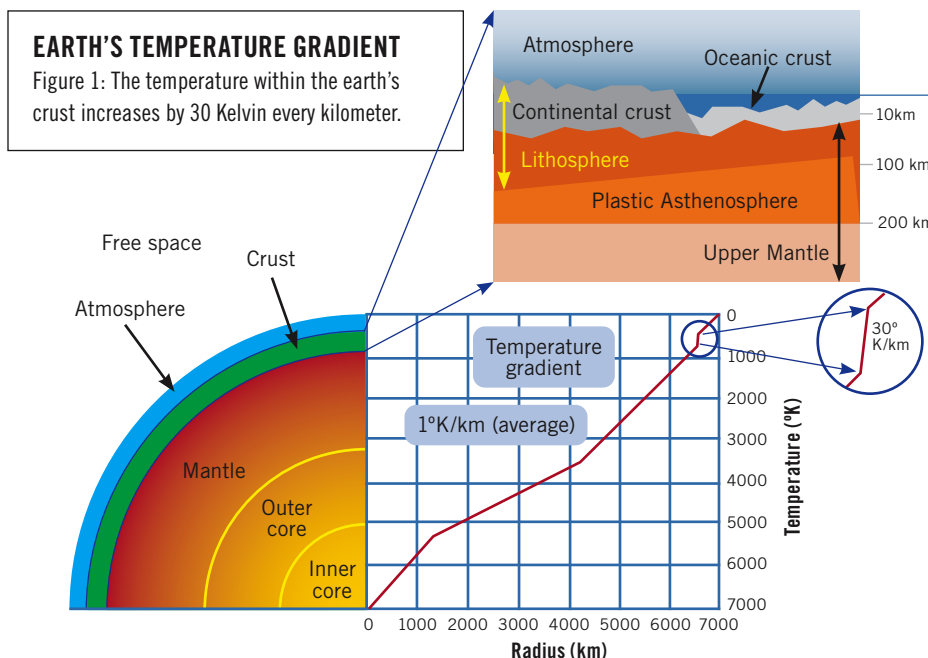 EARTH'S TEMPERATURE GRADIENT
Figure 1: The temperature within the earth's
crust increases by 30 Kelvin every kilometer.
Atmosphere
Oceanic crust
Continental crust
10km
Lithosphere
100 km
Plastic Asthenosphere
200 km
Upper Mantle
Free space
Crust
Atmosphere
Mantle
Outer
core
Inner
core
Temperature
gradient
1ºK/km (average)
30º
K/km
0
1000
2000
3000
4000
5000
6000
7000
Temperature (ºK)
0
1000
2000
3000
4000
5000
6000
7000
Radius (km)